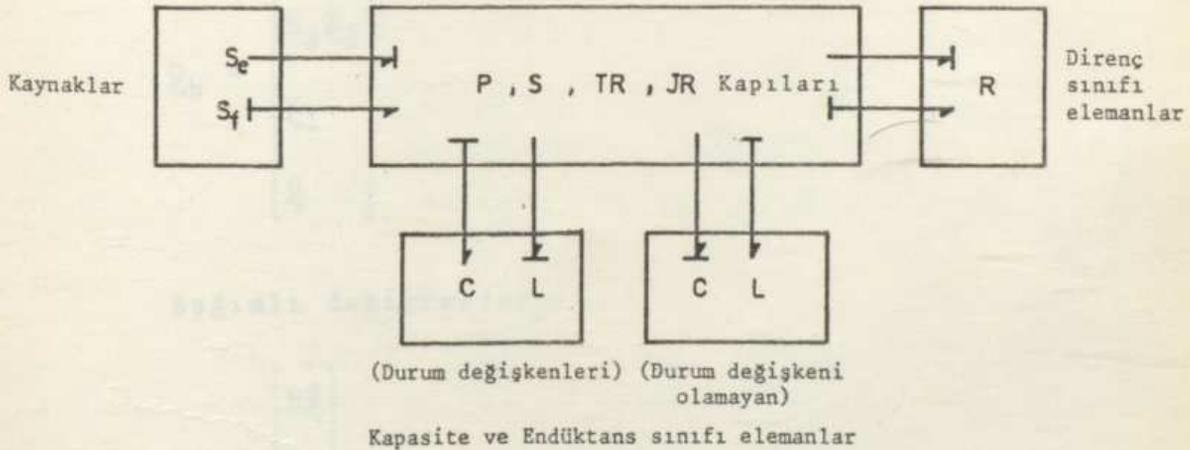 Kaynaklar
Se
Sf
P , S , TR , JR Kapıları
R
Direnç
sınıfı
elemanlar
C L
C L
(Durum değişkenleri) (Durum değişkeni
olamayan)
Kapasite ve Endüktans sınıfı elemanlar